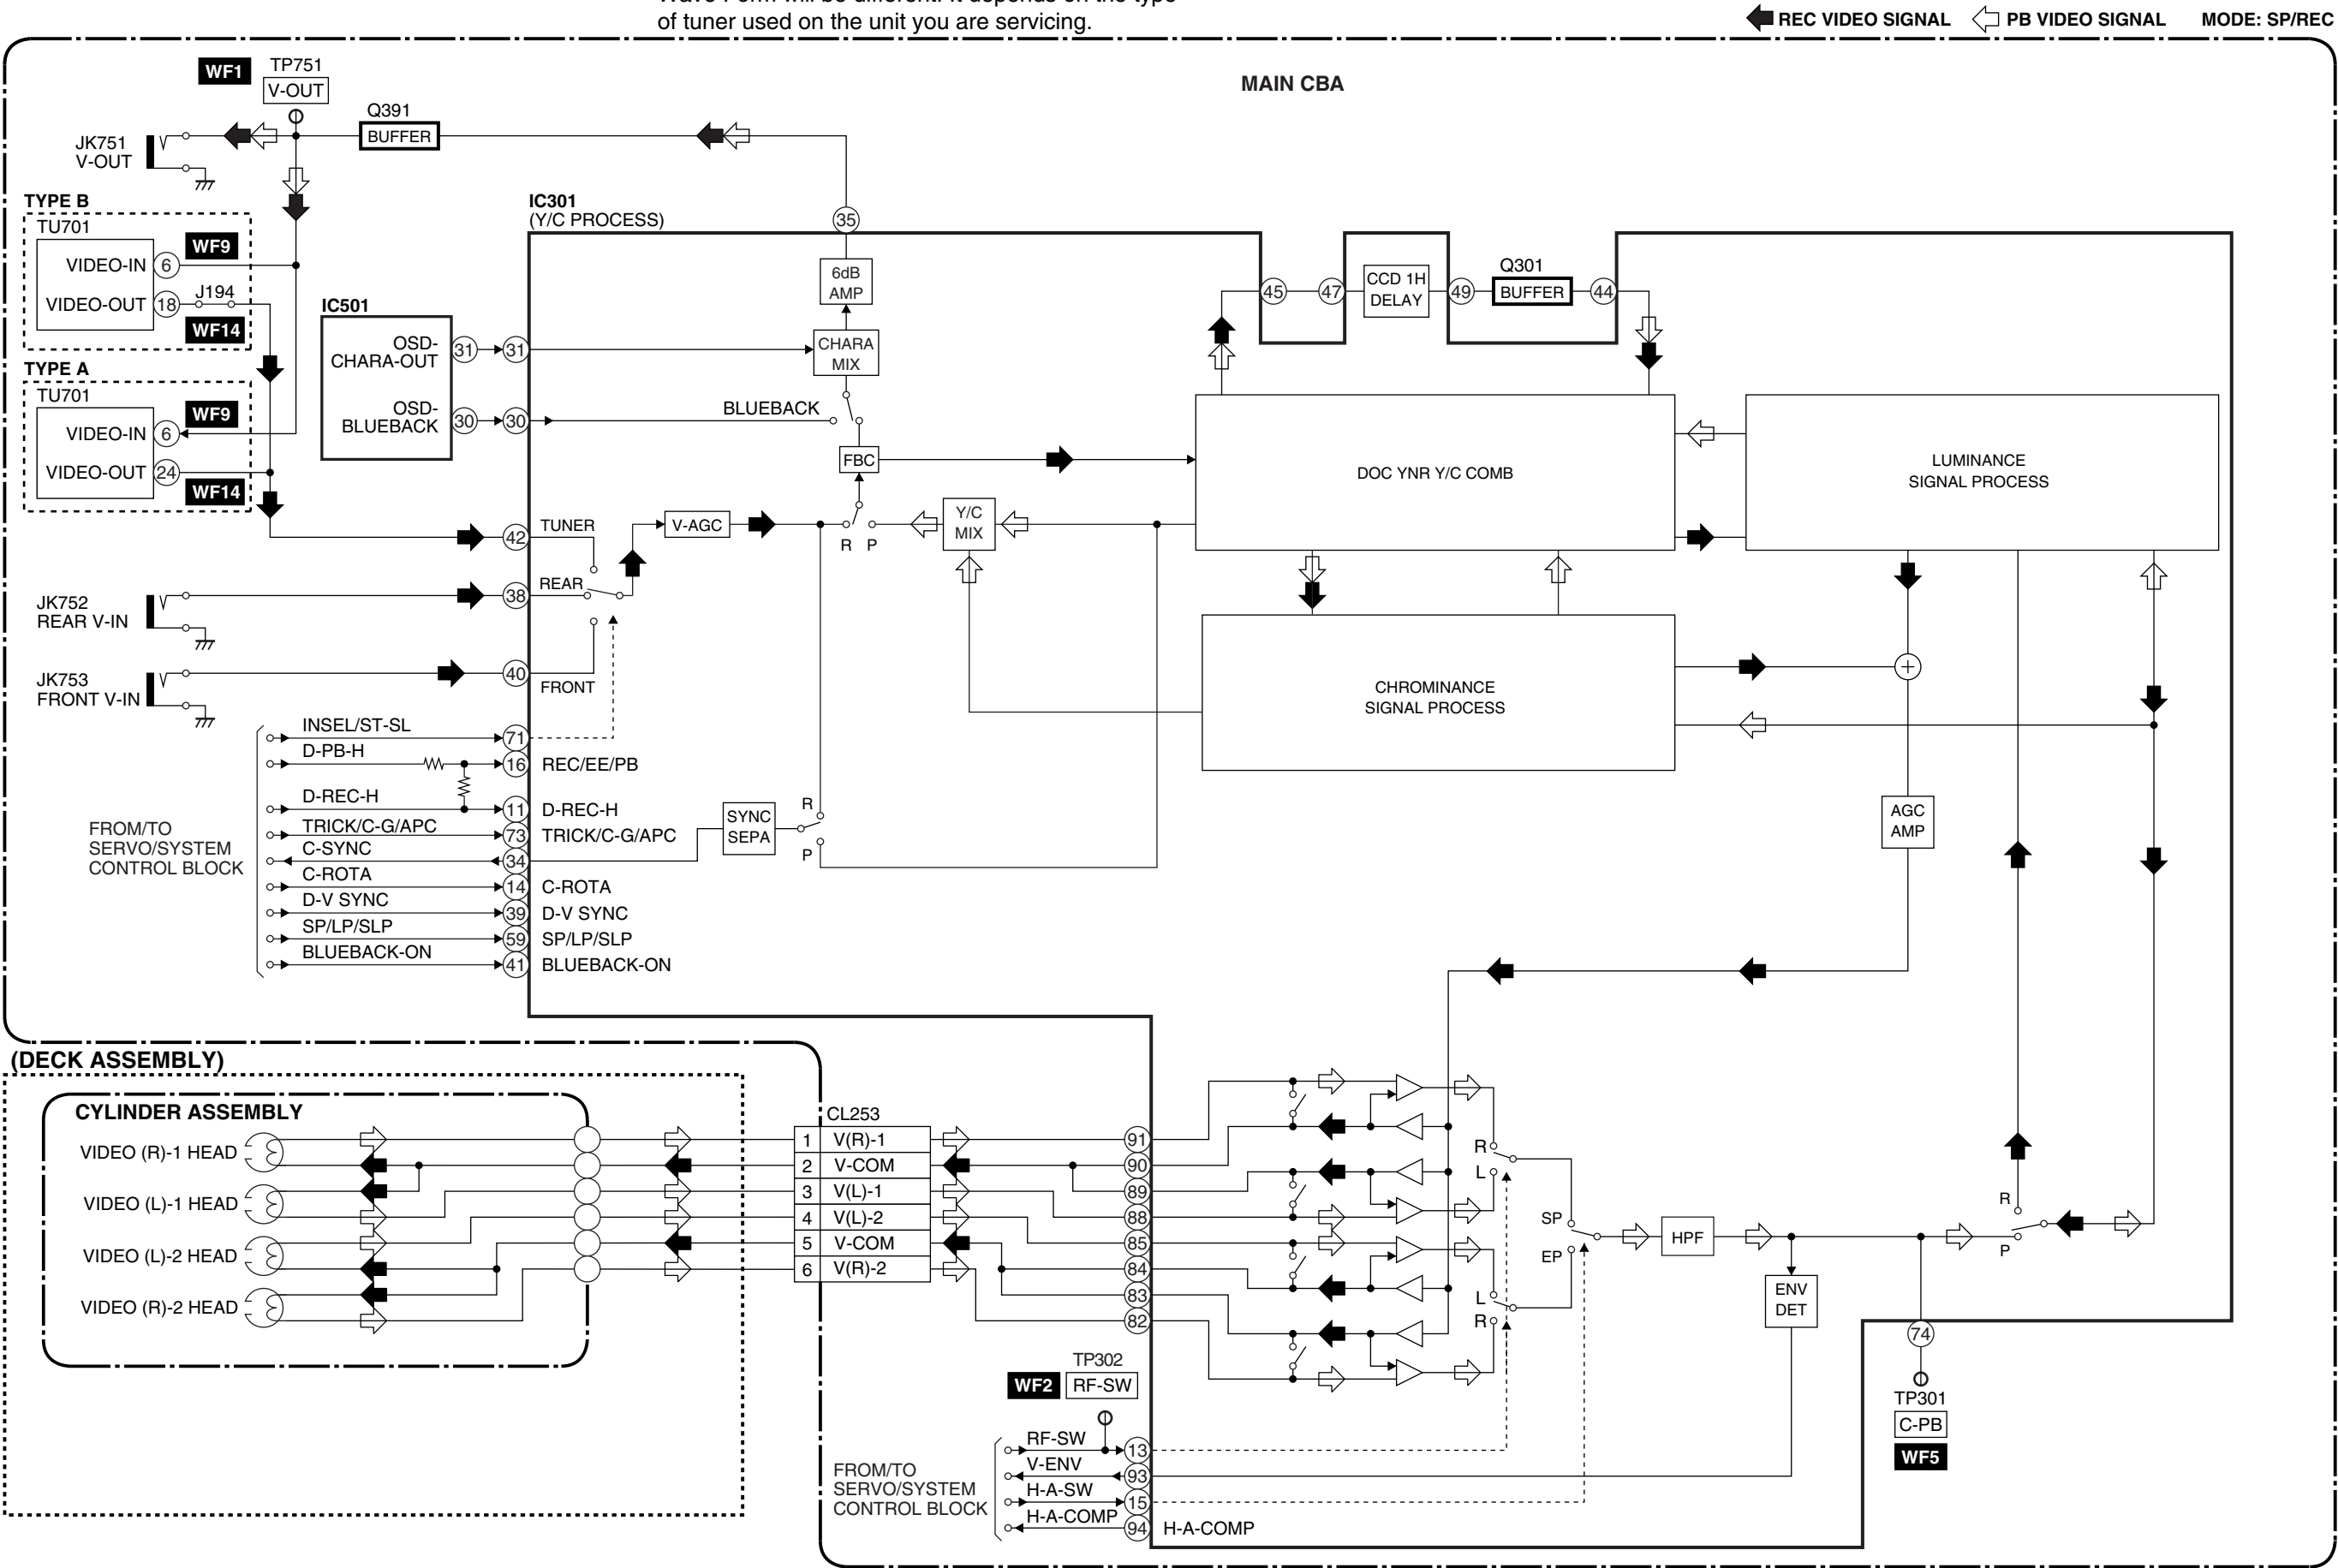 Wave Form will be different. It depends on the type
of tuner used on the unit you are servicing.
REC VIDEO SIGNAL
PB VIDEO SIGNAL
MODE: SP/REC
MAIN CBA
WF1
TP751
V-OUT
Q391
BUFFER
JK751
V-OUT
TYPE B
TU701
WF9
VIDEO-IN 6
VIDEO-OUT 18
J194
WF14
TYPE A
TU701
WF9
VIDEO-IN 6
VIDEO-OUT 24
WF14
IC501
OSD-
CHARA-OUT
31
31
OSD-
BLUEBACK
30
30
IC301
(Y/C PROCESS)
35
6dB
AMP
CHARA
MIX
BLUEBACK
FBC
45
47
CCD 1H
DELAY
49
Q301
BUFFER
44
DOC YNR Y/C COMB
LUMINANCE
SIGNAL PROCESS
42
TUNER
V-AGC
R P
Y/C
MIX
JK752
REAR V-IN
38
REAR
JK753
FRONT V-IN
40
FRONT
CHROMINANCE
SIGNAL PROCESS
+
AGC
AMP
FROM/TO
SERVO/SYSTEM
CONTROL BLOCK
INSEL/ST-SL 71
D-PB-H 16 REC/EE/PB
D-REC-H 11 D-REC-H
TRICK/C-G/APC 73 TRICK/C-G/APC
C-SYNC 34
C-ROTA 14 C-ROTA
D-V SYNC 39 D-V SYNC
SP/LP/SLP 59 SP/LP/SLP
BLUEBACK-ON 41 BLUEBACK-ON
SYNC
SEPA
R
P
(DECK ASSEMBLY)
CYLINDER ASSEMBLY
VIDEO (R)-1 HEAD
VIDEO (L)-1 HEAD
VIDEO (L)-2 HEAD
VIDEO (R)-2 HEAD
CL253
1 V(R)-1
2 V-COM
3 V(L)-1
4 V(L)-2
5 V-COM
6 V(R)-2
91
90
89
88
85
84
83
82
R
L
L
R
SP
EP
HPF
ENV
DET
R
P
74
TP301
C-PB
WF5
TP302
WF2
RF-SW
FROM/TO
SERVO/SYSTEM
CONTROL BLOCK
RF-SW 13
V-ENV 93
H-A-SW 15
H-A-COMP 94 H-A-COMP